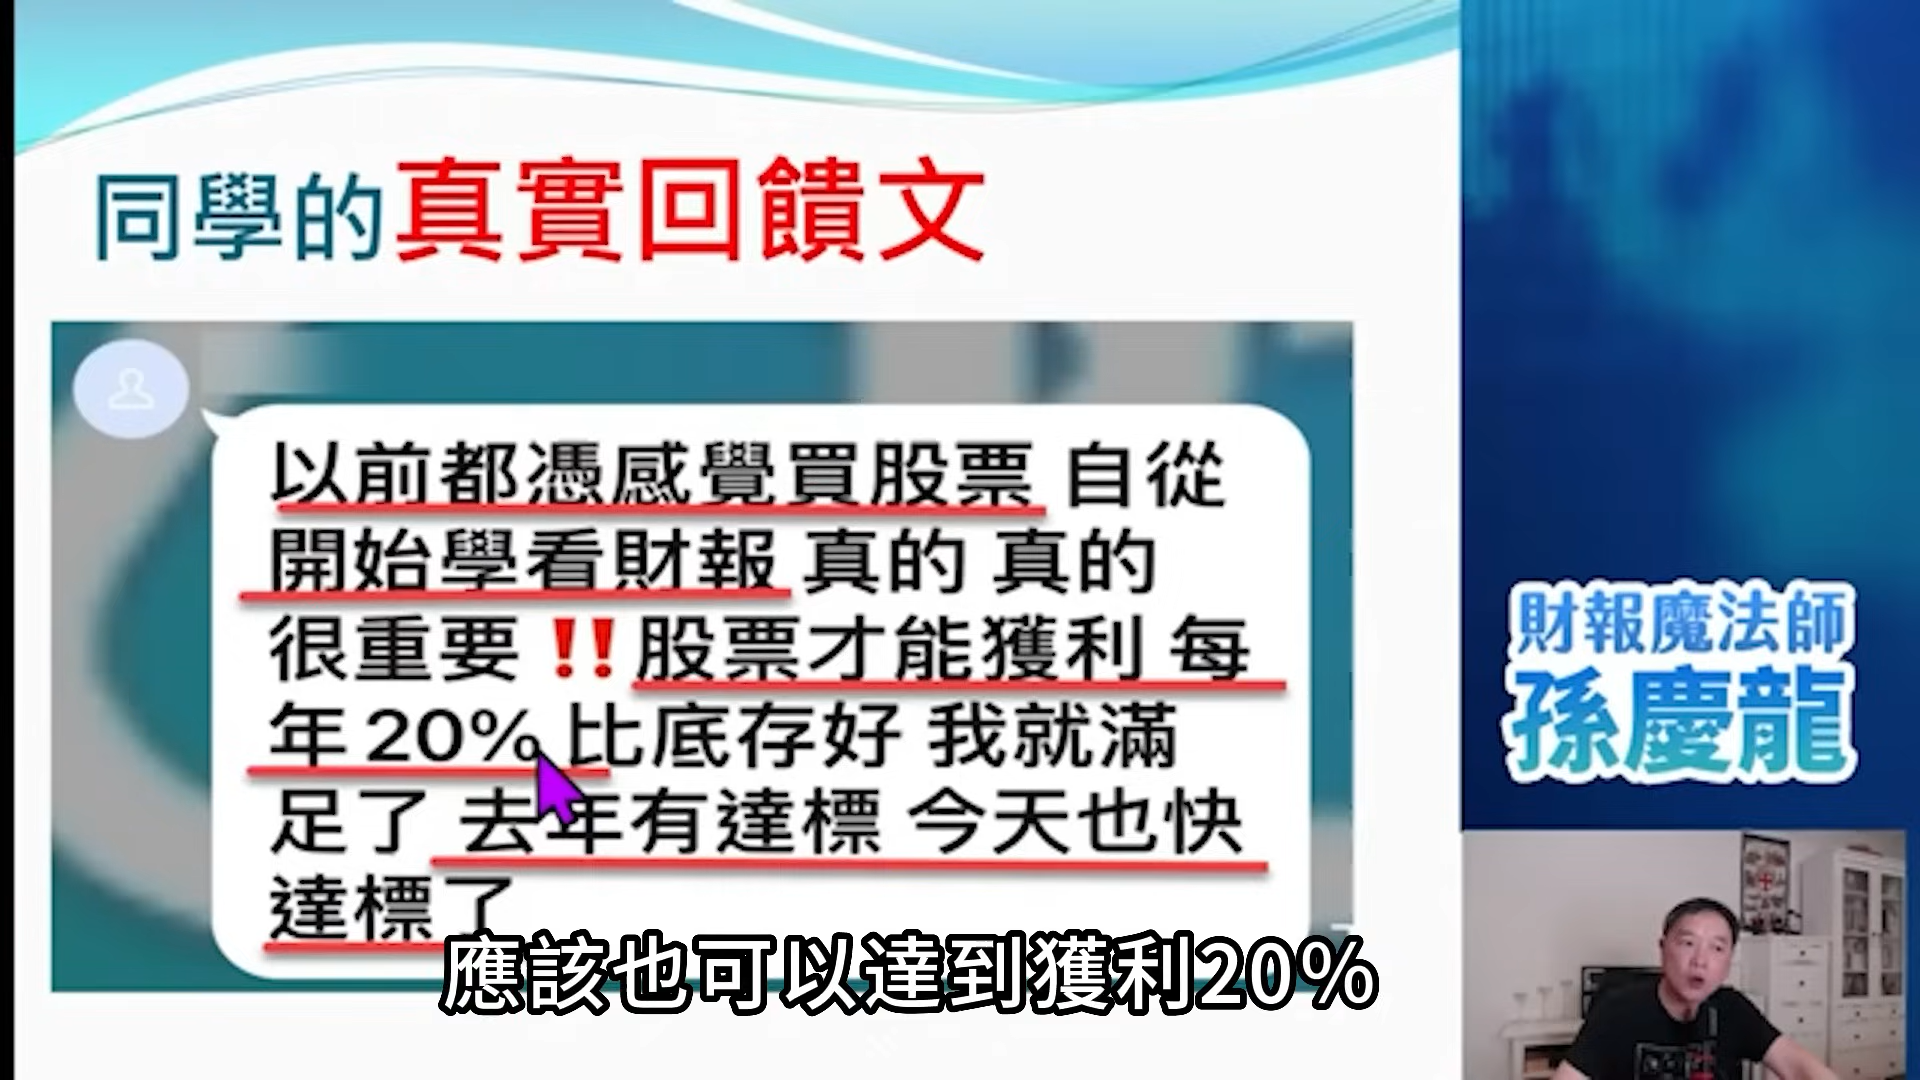 同學的真實回饋文
以前都憑感覺買股票 自從
開始學看財報 真的 真的
很重要 ‼️股票才能獲利 每
年 20% 比底存好 我就滿
足了 去年有達標 今天也快
達標了
應該也可以達到獲利20%
財報魔法師
孫慶龍